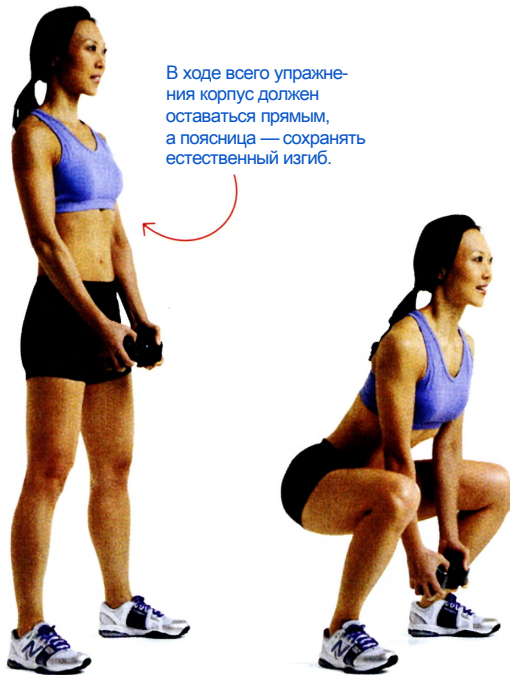 В ходе всего упражне-
ния корпус должен
оставаться прямым,
а поясница — сохранять
естественный изгиб.